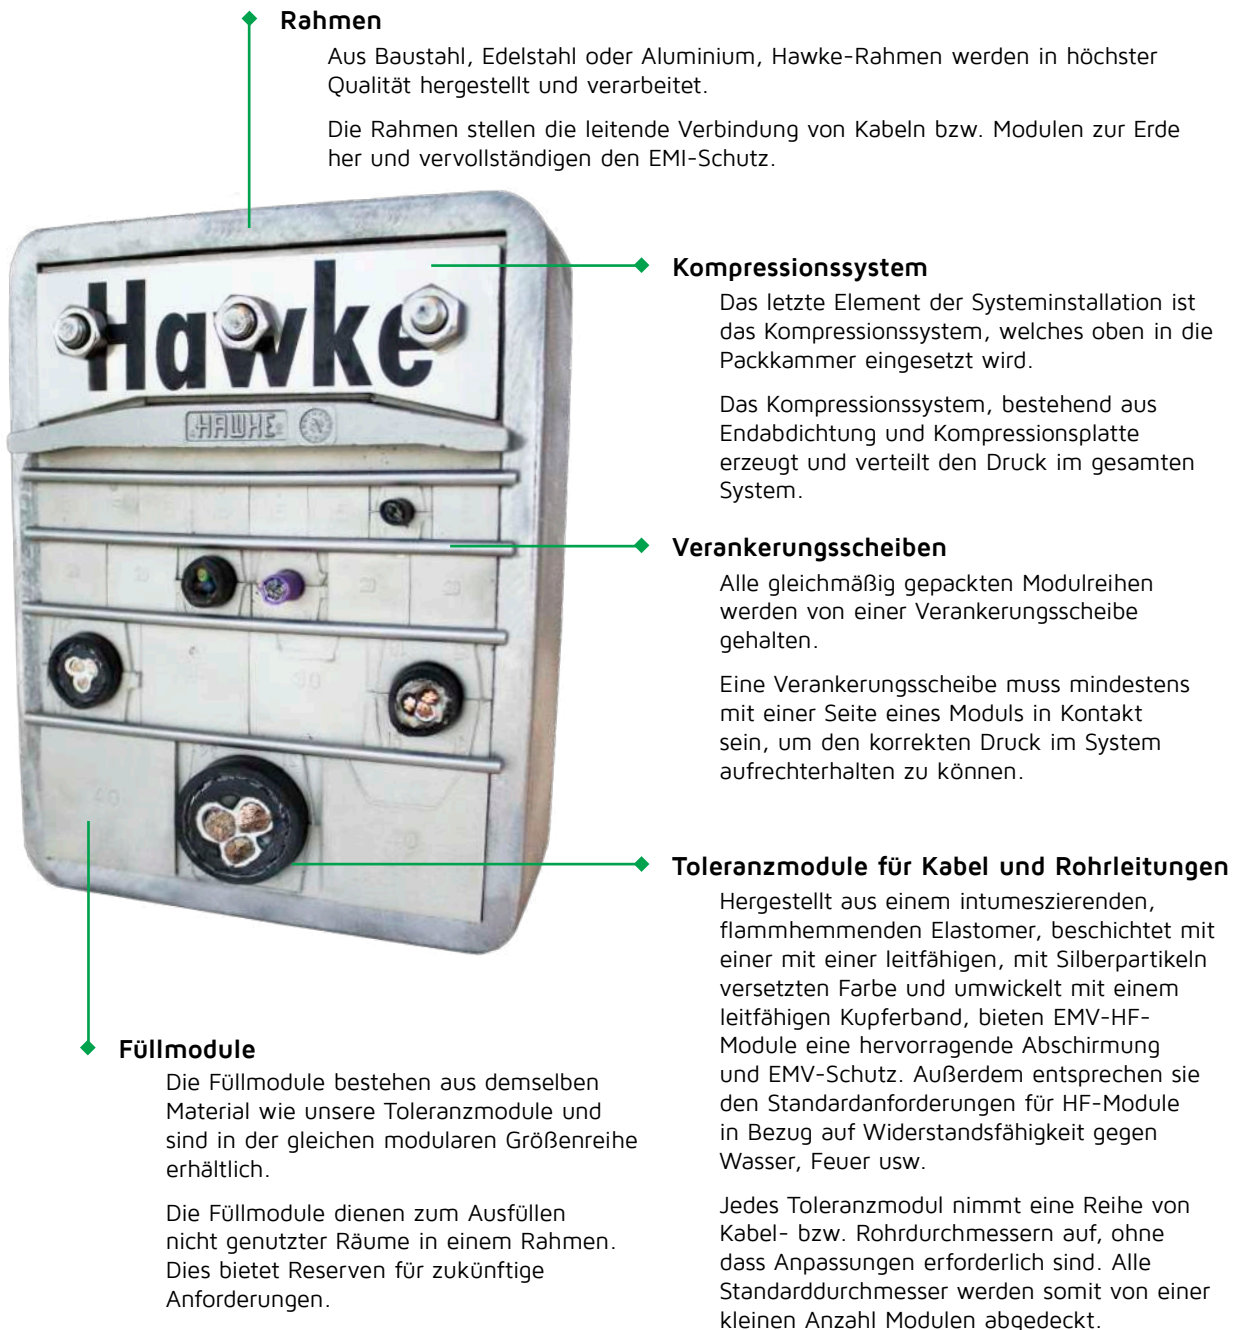 Rahmen
Aus Baustahl, Edelstahl oder Aluminium, Hawke-Rahmen werden in höchster
Qualität hergestellt und verarbeitet.
Die Rahmen stellen die leitende Verbindung von Kabeln bzw. Modulen zur Erde
her und vervollständigen den EMI-Schutz.
Hawke
HAWKE
30
40
40
Kompressionssystem
Das letzte Element der Systeminstallation ist
das Kompressionssystem, welches oben in die
Packkammer eingesetzt wird.
Das Kompressionssystem, bestehend aus
Endabdichtung und Kompressionsplatte
erzeugt und verteilt den Druck im gesamten
System.
Verankerungsscheiben
Alle gleichmäßig gepackten Modulreihen
werden von einer Verankerungsscheibe
gehalten.
Eine Verankerungsscheibe muss mindestens
mit einer Seite eines Moduls in Kontakt
sein, um den korrekten Druck im System
aufrechterhalten zu können.
Toleranzmodule für Kabel und Rohrleitungen
Hergestellt aus einem intumeszierenden,
flammhemmenden Elastomer, beschichtet mit
einer mit einer leitfähigen, mit Silberpartikeln
versetzten Farbe und umwickelt mit einem
leitfähigen Kupferband, bieten EMV-HF-
Module eine hervorragende Abschirmung
und EMV-Schutz. Außerdem entsprechen sie
den Standardanforderungen für HF-Module
in Bezug auf Widerstandsfähigkeit gegen
Wasser, Feuer usw.
Jedes Toleranzmodul nimmt eine Reihe von
Kabel- bzw. Rohrdurchmessern auf, ohne
dass Anpassungen erforderlich sind. Alle
Standarddurchmesser werden somit von einer
kleinen Anzahl Modulen abgedeckt.
Füllmodule
Die Füllmodule bestehen aus demselben
Material wie unsere Toleranzmodule und
sind in der gleichen modularen Größenreihe
erhältlich.
Die Füllmodule dienen zum Ausfüllen
nicht genutzter Räume in einem Rahmen.
Dies bietet Reserven für zukünftige
Anforderungen.